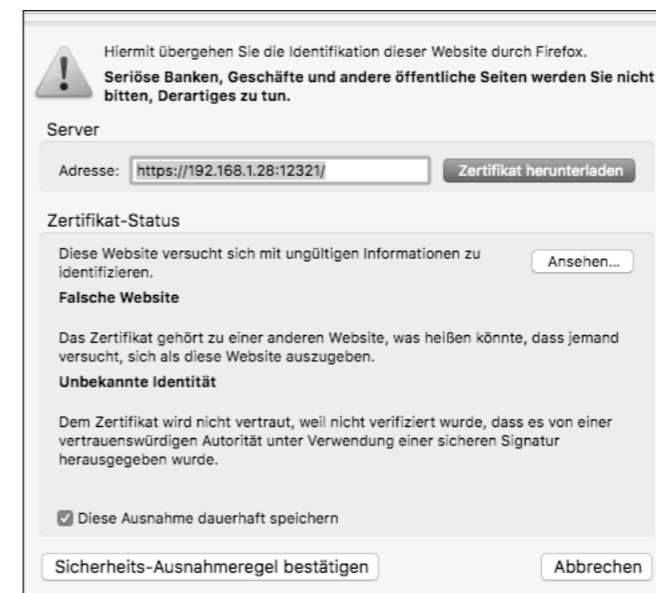 Hiermit übergehen Sie die Identifikation dieser Website durch Firefox.
Seriöse Banken, Geschäfte und andere öffentliche Seiten werden Sie nicht
bitten, Derartiges zu tun.
Server
Adresse: https://192.168.1.28:12321/ Zertifikat herunterladen
Zertifikat-Status
Diese Website versucht sich mit ungültigen Informationen zu
identifizieren.
Ansehen...
Falsche Website
Das Zertifikat gehört zu einer anderen Website, was heißen könnte, dass jemand
versucht, sich als diese Website auszugeben.
Unbekannte Identität
Dem Zertifikat wird nicht vertraut, weil nicht verifiziert wurde, dass es von einer
vertrauenswürdigen Autorität unter Verwendung einer sicheren Signatur
herausgegeben wurde.
Diese Ausnahme dauerhaft speichern
Sicherheits-Ausnahmeregel bestätigen Abbrechen